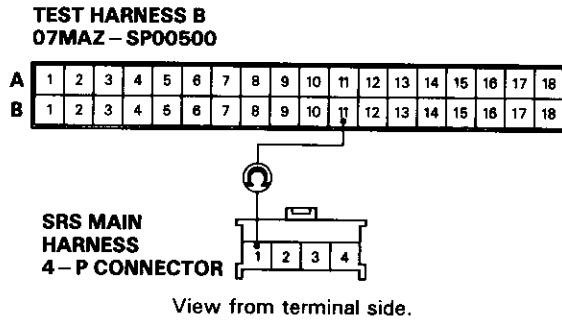 TEST HARNESS B
07MAZ-SP00500
A 1 2 3 4 5 6 7 8 9 10 11 12 13 14 15 16 17 18
B 1 2 3 4 5 6 7 8 9 10 11 12 13 14 15 16 17 18
SRS MAIN
HARNESS
4-P CONNECTOR
1 2 3 4
View from terminal side.